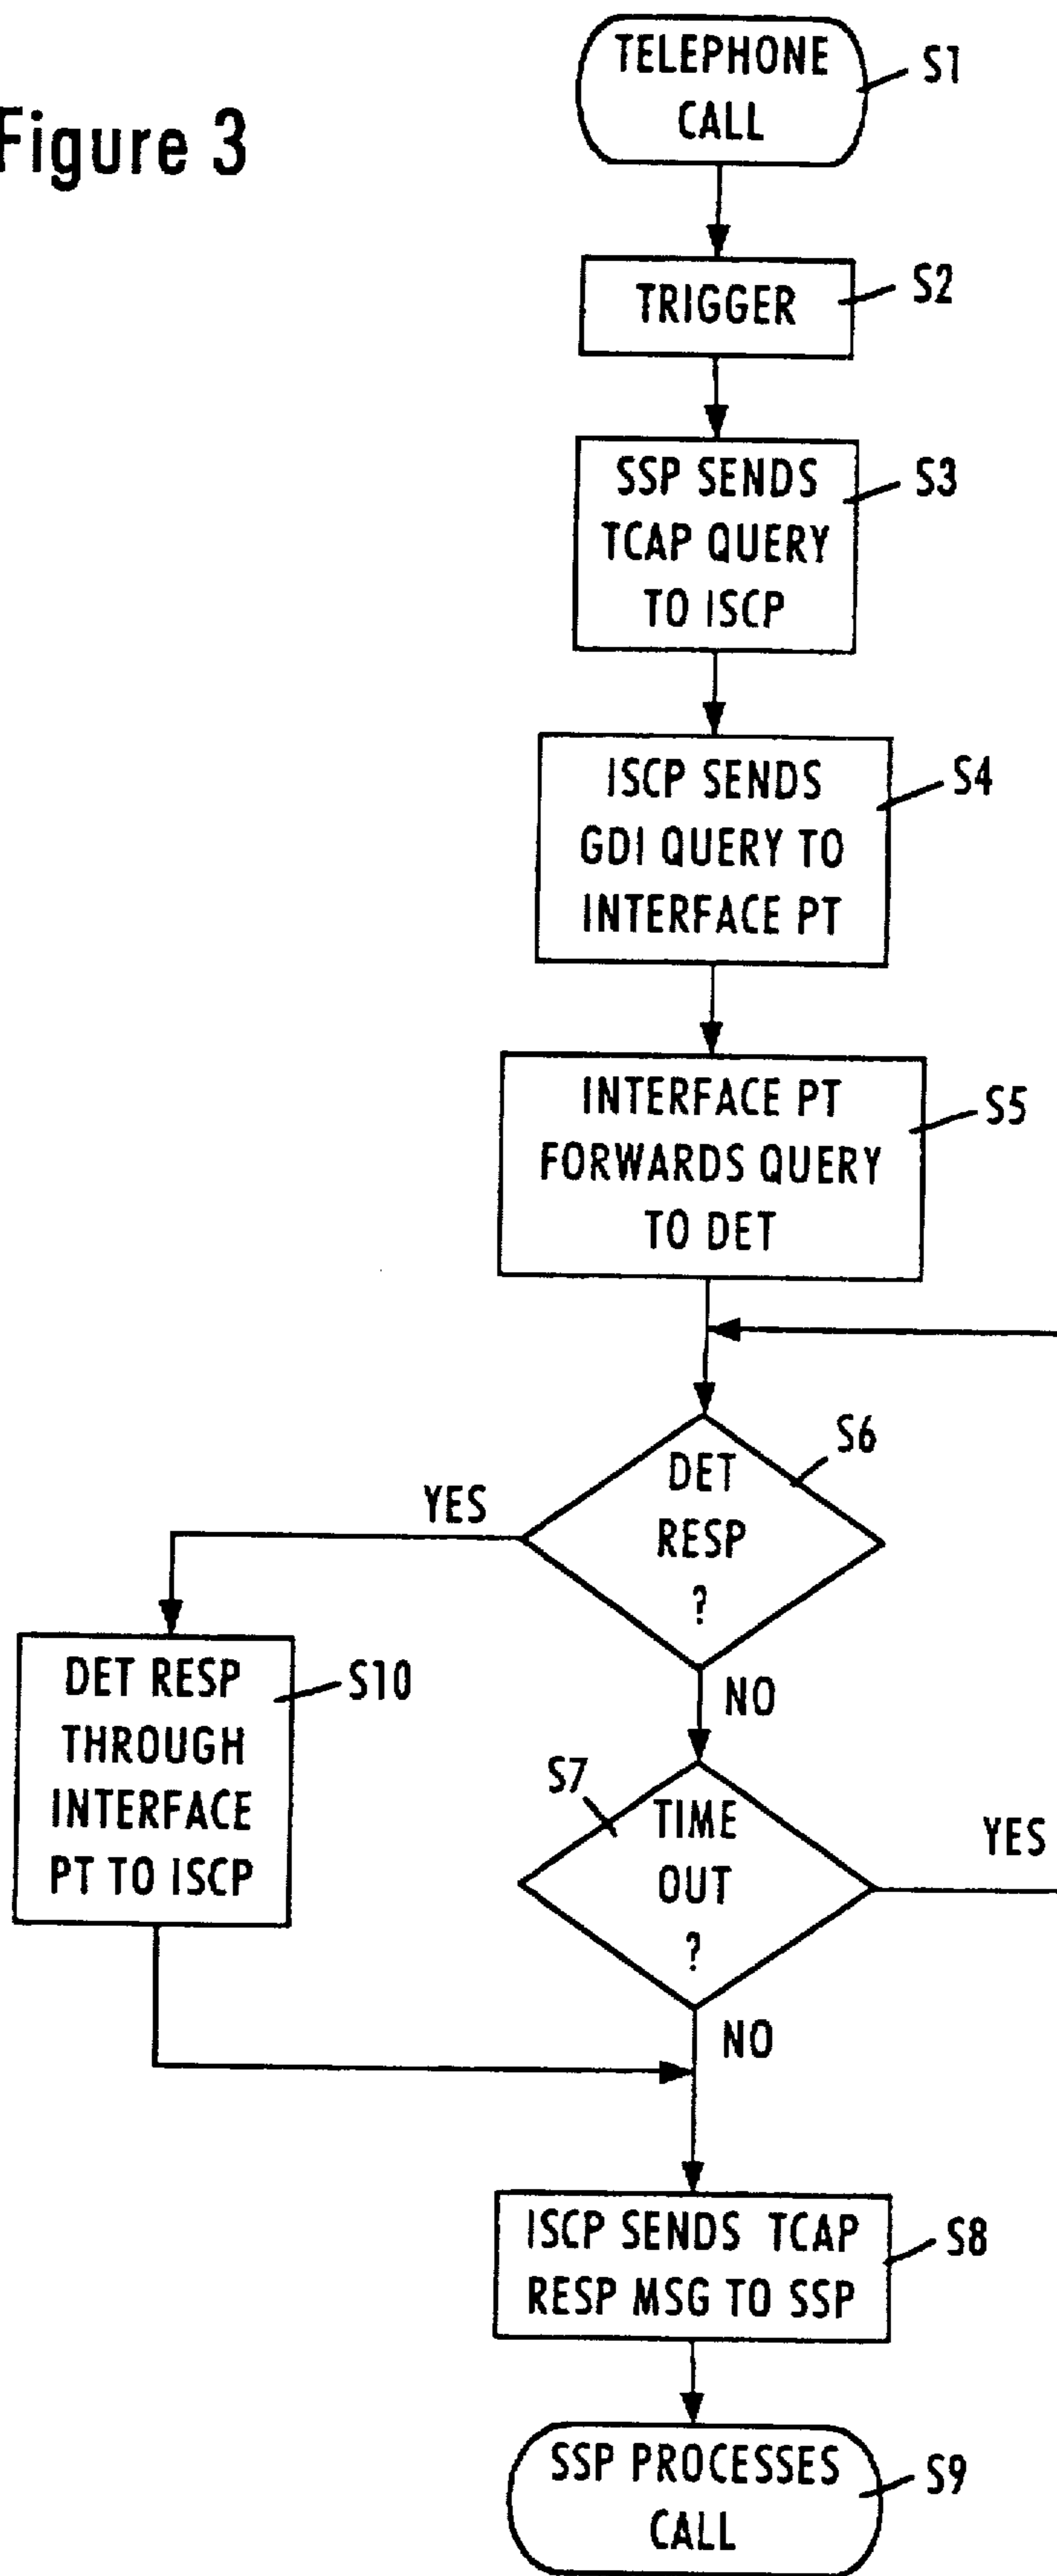 Figure 3
TELEPHONE
CALL
S1
TRIGGER
S2
SSP SENDS
TCAP QUERY
TO ISCP
S3
ISCP SENDS
GDI QUERY TO
INTERFACE PT
S4
INTERFACE PT
FORWARDS QUERY
TO DET
S5
DET
RESP
?
S6
YES
NO
DET RESP
THROUGH
INTERFACE
PT TO ISCP
S10
S7
TIME
OUT
?
YES
NO
ISCP SENDS TCAP
RESP MSG TO SSP
S8
SSP PROCESSES
CALL
S9